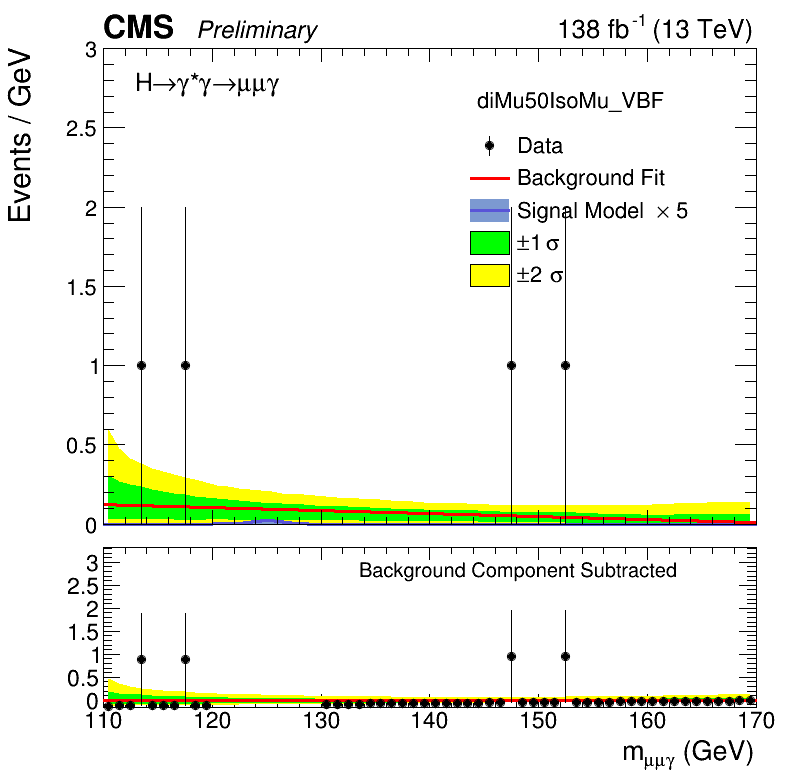 CMS Preliminary 138 fb-1 (13 TeV)
H→γ*γ→μμγ
diMu50IsoMu_VBF
Data
Background Fit
Signal Model × 5
±1 σ
±2 σ
Events / GeV
3
2.5
2
1.5
1
0.5
0
Background Component Subtracted
3
2.5
2
1.5
1
0.5
0
110 120 130 140 150 160 170
mμμγ (GeV)